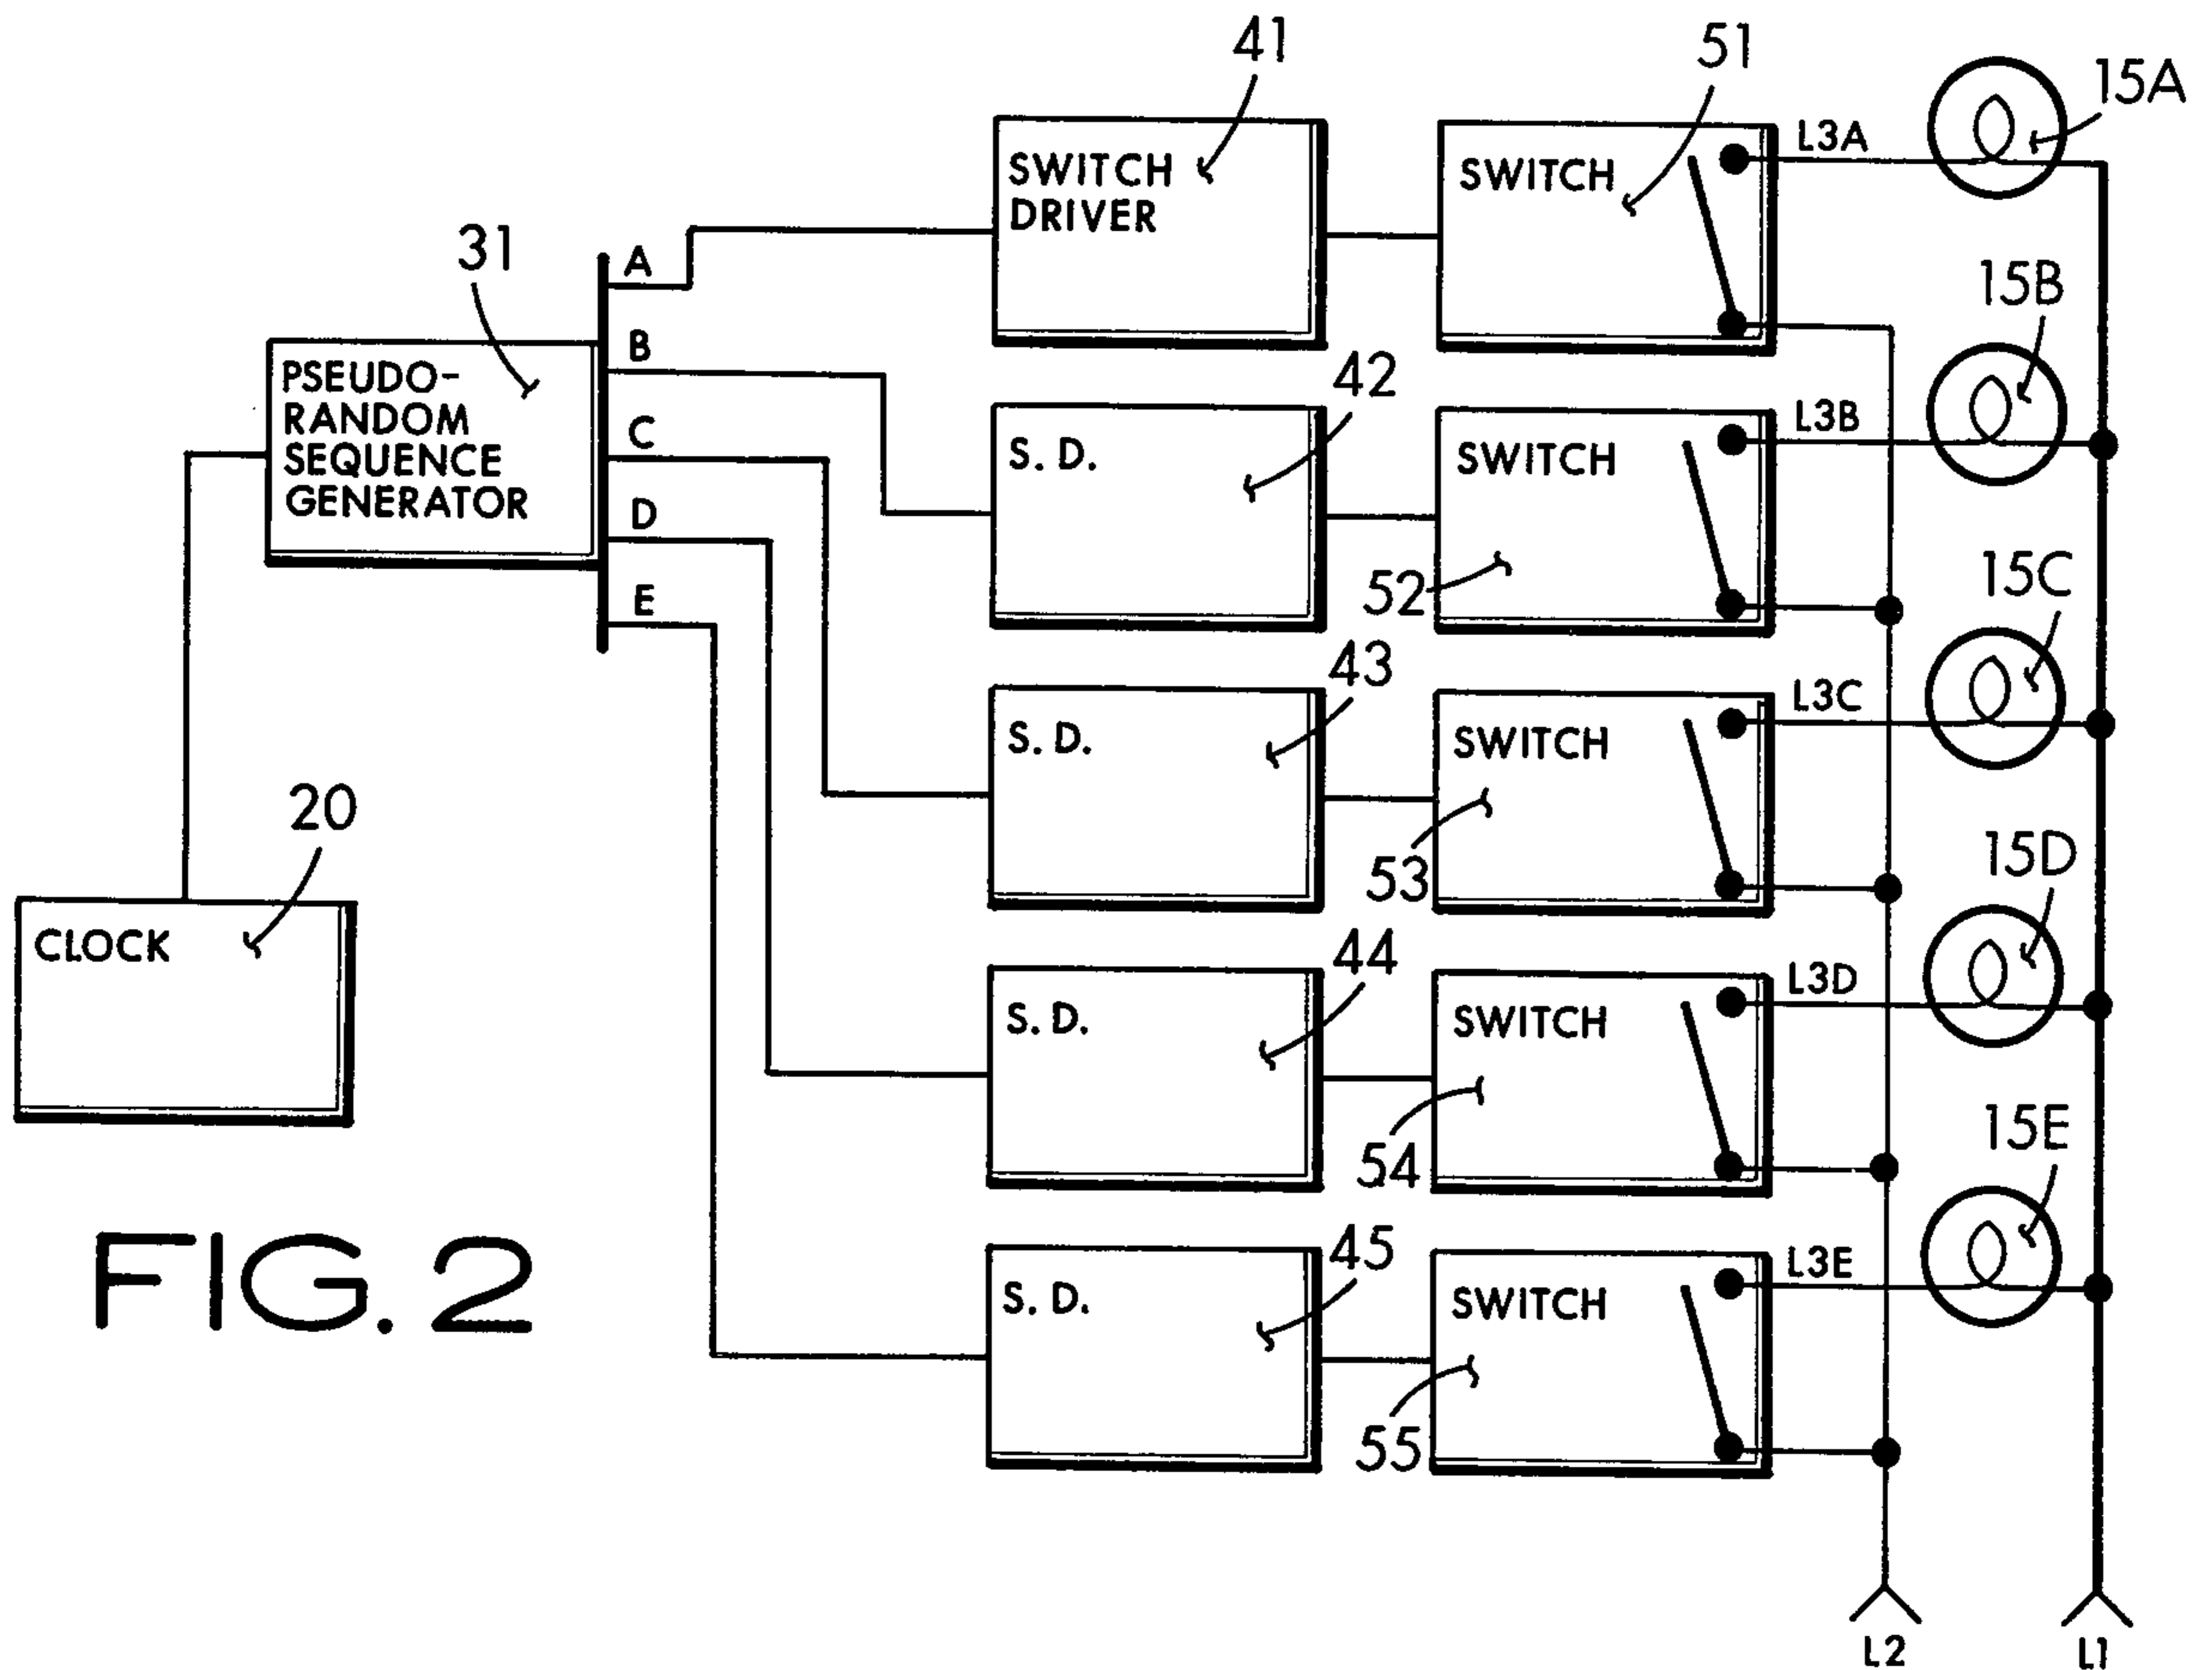 41
51
15A
SWITCH
DRIVER
SWITCH
L3A
31
A
15B
PSEUDO-
RANDOM
SEQUENCE
GENERATOR
B
42
S. D.
SWITCH
L3B
C
52
15C
D
43
S. D.
SWITCH
L3C
E
53
15D
20
CLOCK
44
S. D.
SWITCH
L3D
54
15E
45
S. D.
SWITCH
L3E
55
FIG. 2
L2
L1